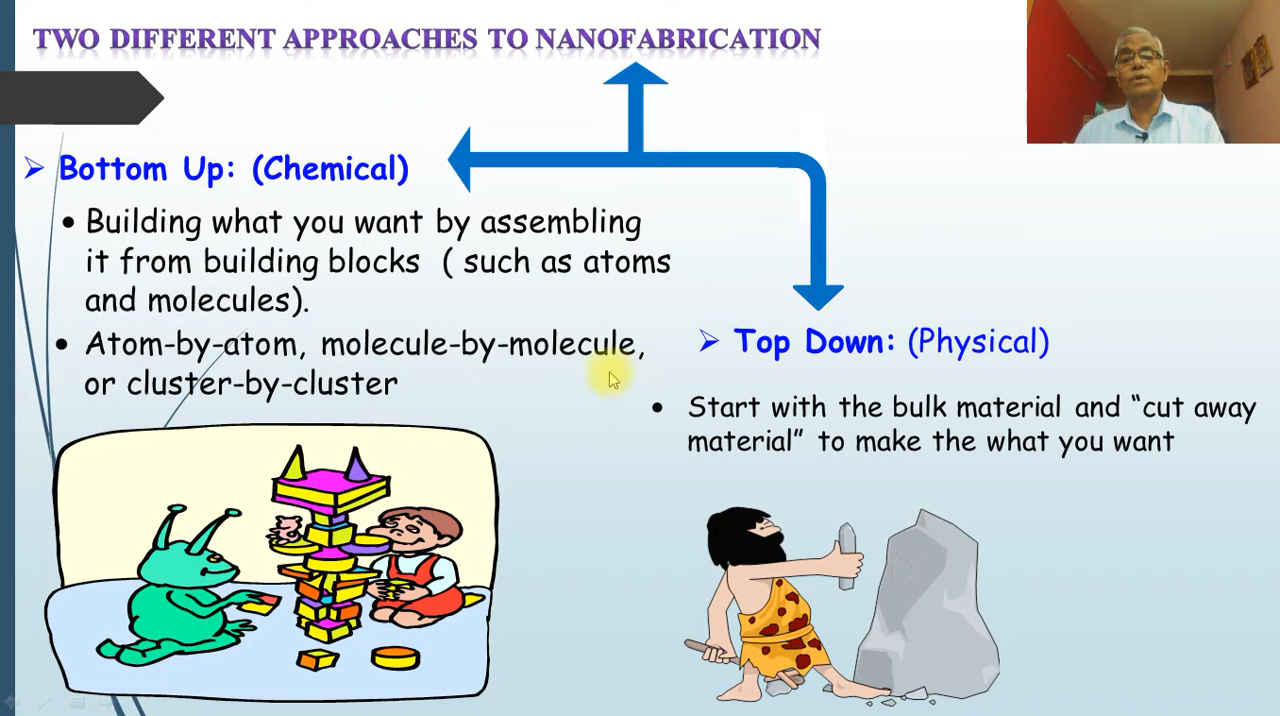 TWO DIFFERENT APPROACHES TO NANOFABRICATION
Bottom Up: (Chemical)
• Building what you want by assembling
it from building blocks ( such as atoms
and molecules).
• Atom-by-atom, molecule-by-molecule,
or cluster-by-cluster
Top Down: (Physical)
• Start with the bulk material and “cut away
material” to make the what you want